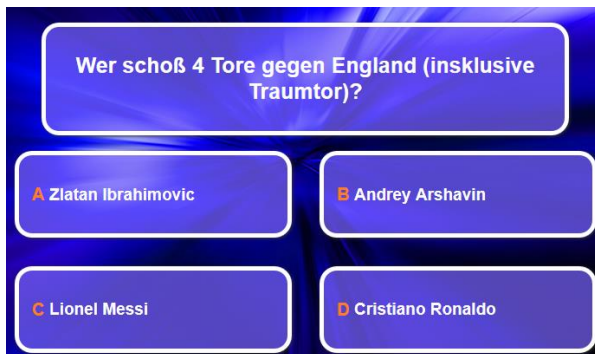 Wer schoß 4 Tore gegen England (insklusive
Traumtor)?
A Zlatan Ibrahimovic
B Andrey Arshavin
C Lionel Messi
D Cristiano Ronaldo